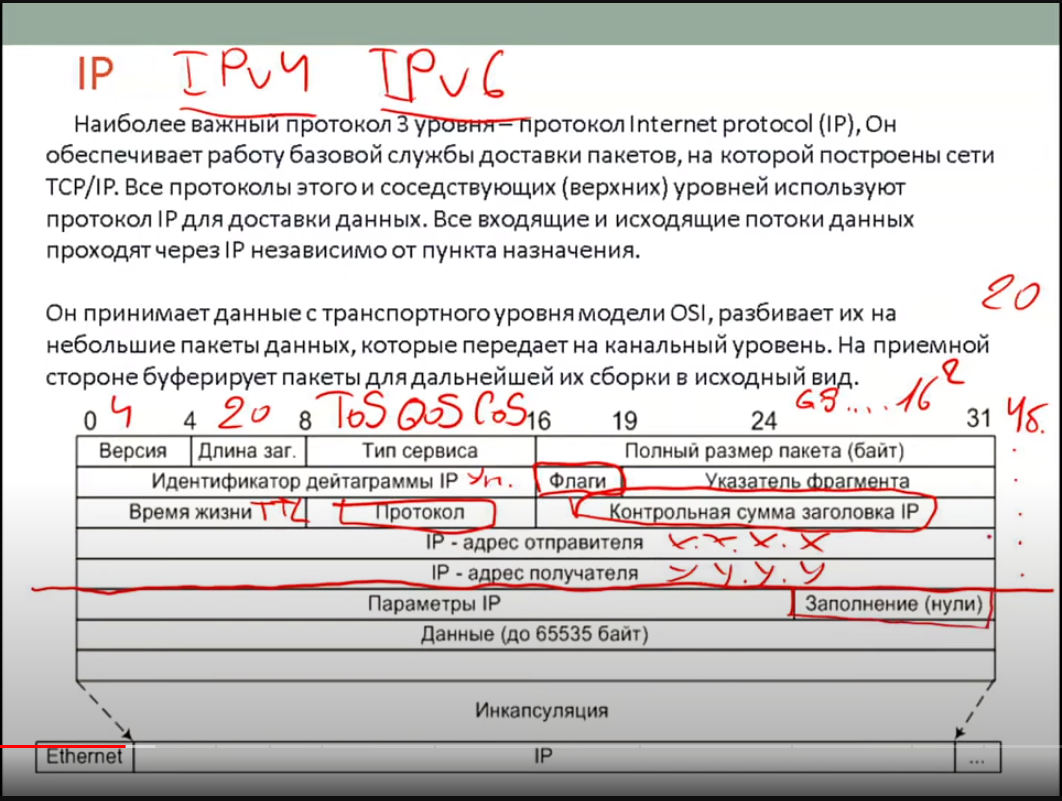 IP IPv4 IPv6
Наиболее важный протокол 3 уровня – протокол Internet protocol (IP), Он
обеспечивает работу базовой службы доставки пакетов, на которой построены сети
TCP/IP. Все протоколы этого и соседствующих (верхних) уровней используют
протокол IP для доставки данных. Все входящие и исходящие потоки данных
проходят через IP независимо от пункта назначения.
20
Он принимает данные с транспортного уровня модели OSI, разбивает их на
небольшие пакеты данных, которые передает на канальный уровень. На приемной
стороне буферирует пакеты для дальнейшей их сборки в исходный вид.
4 20 ToS QoS CoS
0 4 8 16 19 24 31 4б.
Версия Длина заг. Тип сервиса Полный размер пакета (байт)
Идентификатор дейтаграммы IP Уп. Флаги Указатель фрагмента
Время жизни TTL Протокол Контрольная сумма заголовка IP
IP - адрес отправителя x. x. x. x
IP - адрес получателя y y. y. y
Параметры IP Заполнение (нули)
Данные (до 65535 байт)
Инкапсуляция
Ethernet IP ...